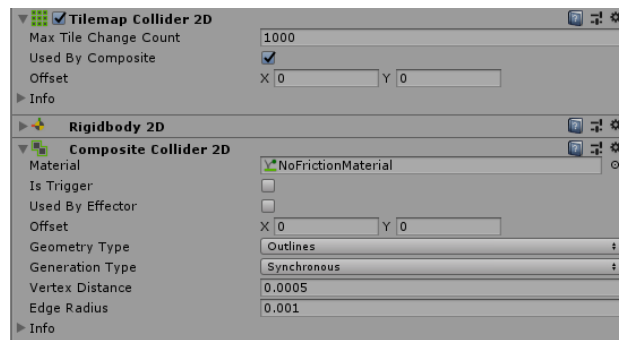 Tilemap Collider 2D
Max Tile Change Count 1000
Used By Composite
Offset X 0 Y 0
Info
Rigidbody 2D
Composite Collider 2D
Material NoFrictionMaterial
Is Trigger
Used By Effector
Offset X 0 Y 0
Geometry Type Outlines
Generation Type Synchronous
Vertex Distance 0.0005
Edge Radius 0.001
Info